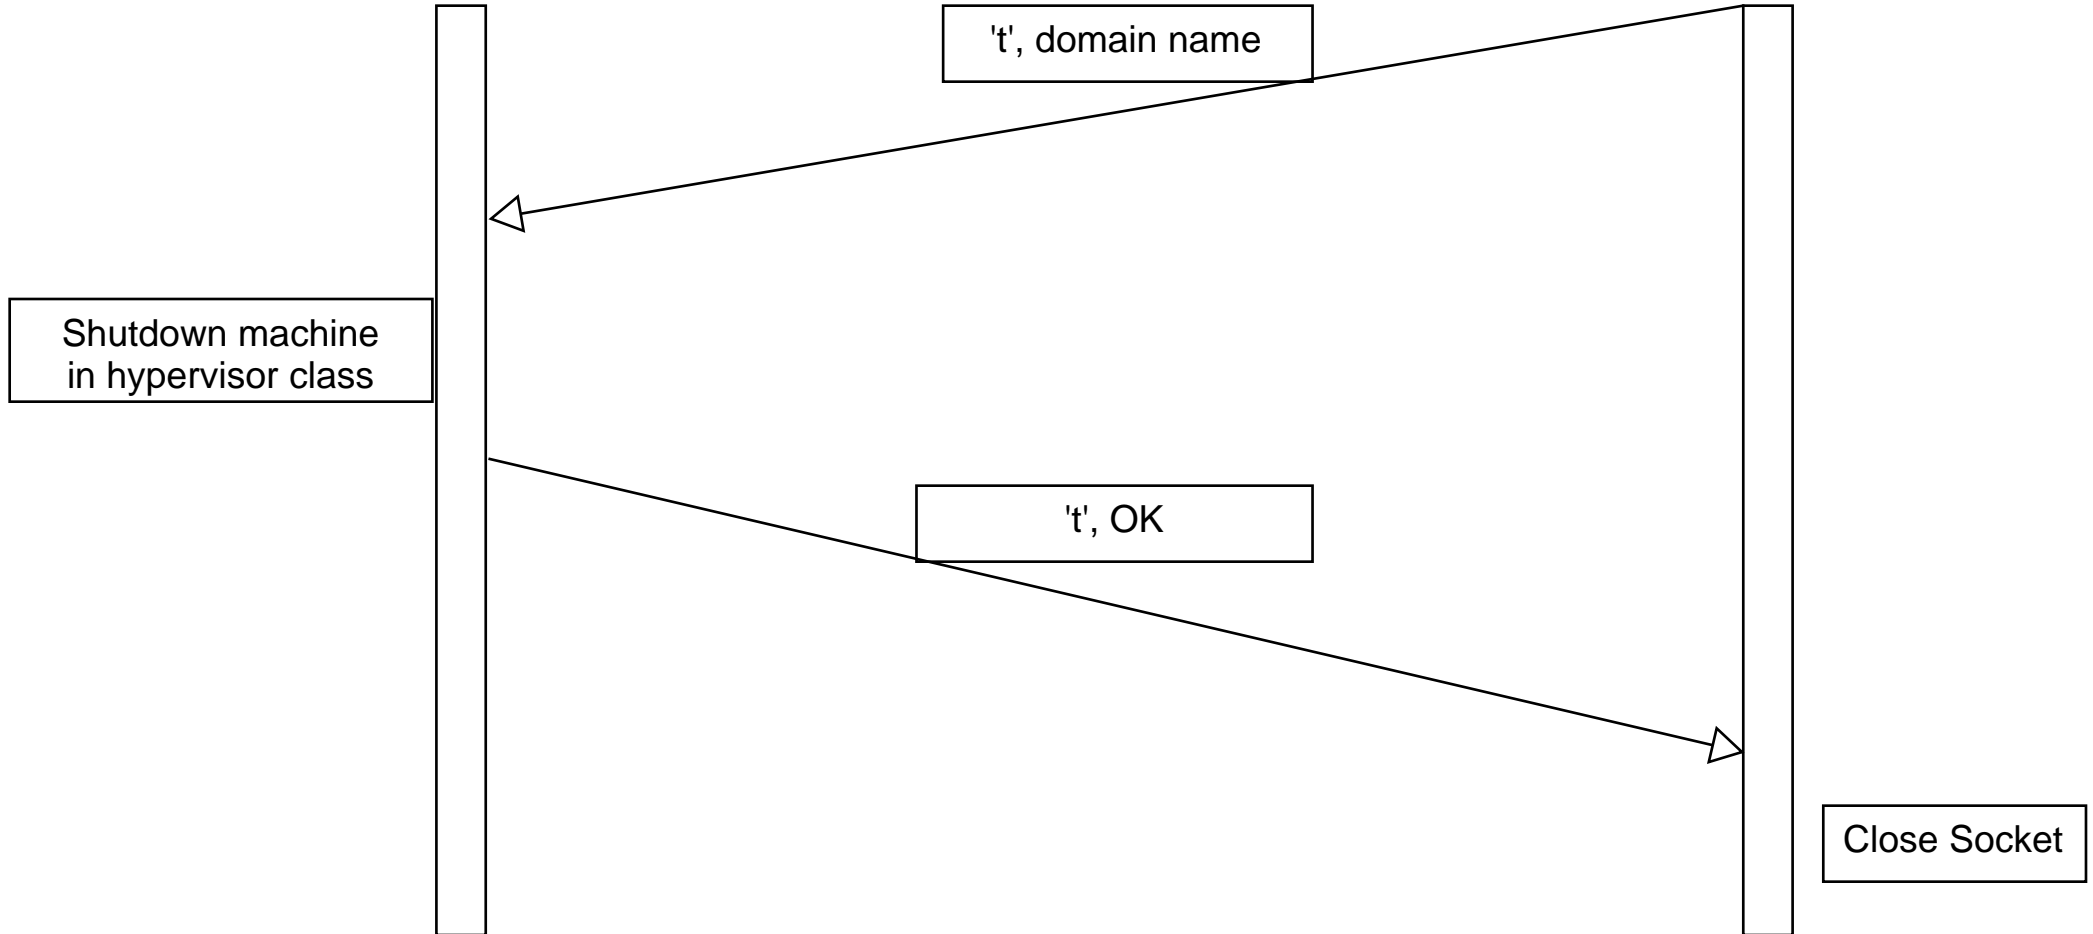 't', domain name
Shutdown machine
in hypervisor class
't', OK
Close Socket